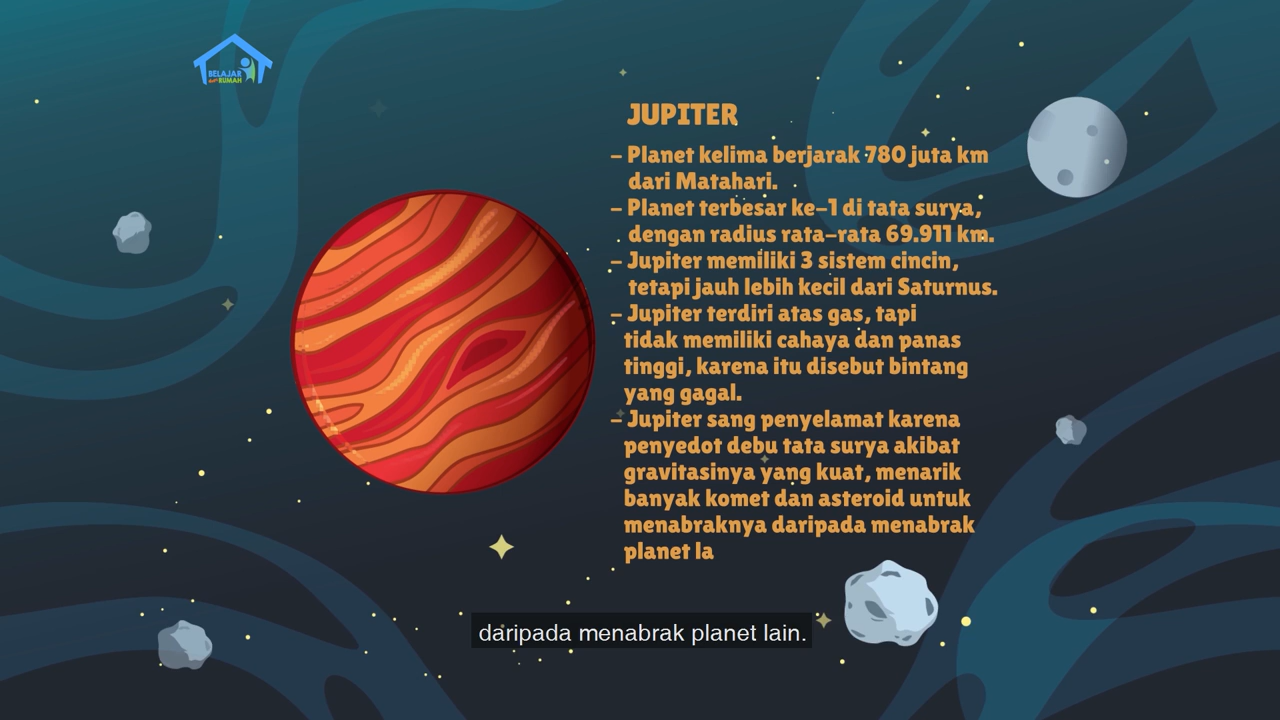 BELAJAR
dari RUMAH
JUPITER
– Planet kelima berjarak 780 juta km
dari Matahari.
– Planet terbesar ke-1 di tata surya,
dengan radius rata-rata 69.911 km.
– Jupiter memiliki 3 sistem cincin,
tetapi jauh lebih kecil dari Saturnus.
– Jupiter terdiri atas gas, tapi
tidak memiliki cahaya dan panas
tinggi, karena itu disebut bintang
yang gagal.
– Jupiter sang penyelamat karena
penyedot debu tata surya akibat
gravitasinya yang kuat, menarik
banyak komet dan asteroid untuk
menabraknya daripada menabrak
planet la
daripada menabrak planet lain.